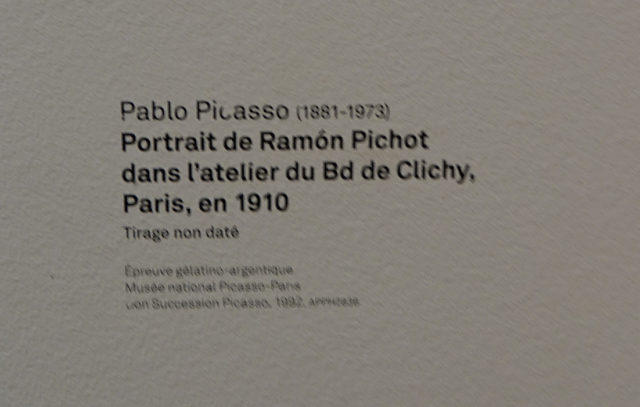 Pablo Picasso (1881-1973)
Portrait de Ramón Pichot
dans l'atelier du Bd de Clichy,
Paris, en 1910
Tirage non daté
Épreuve gélatino-argentique
Musée national Picasso-Paris
Don Succession Picasso, 1992.